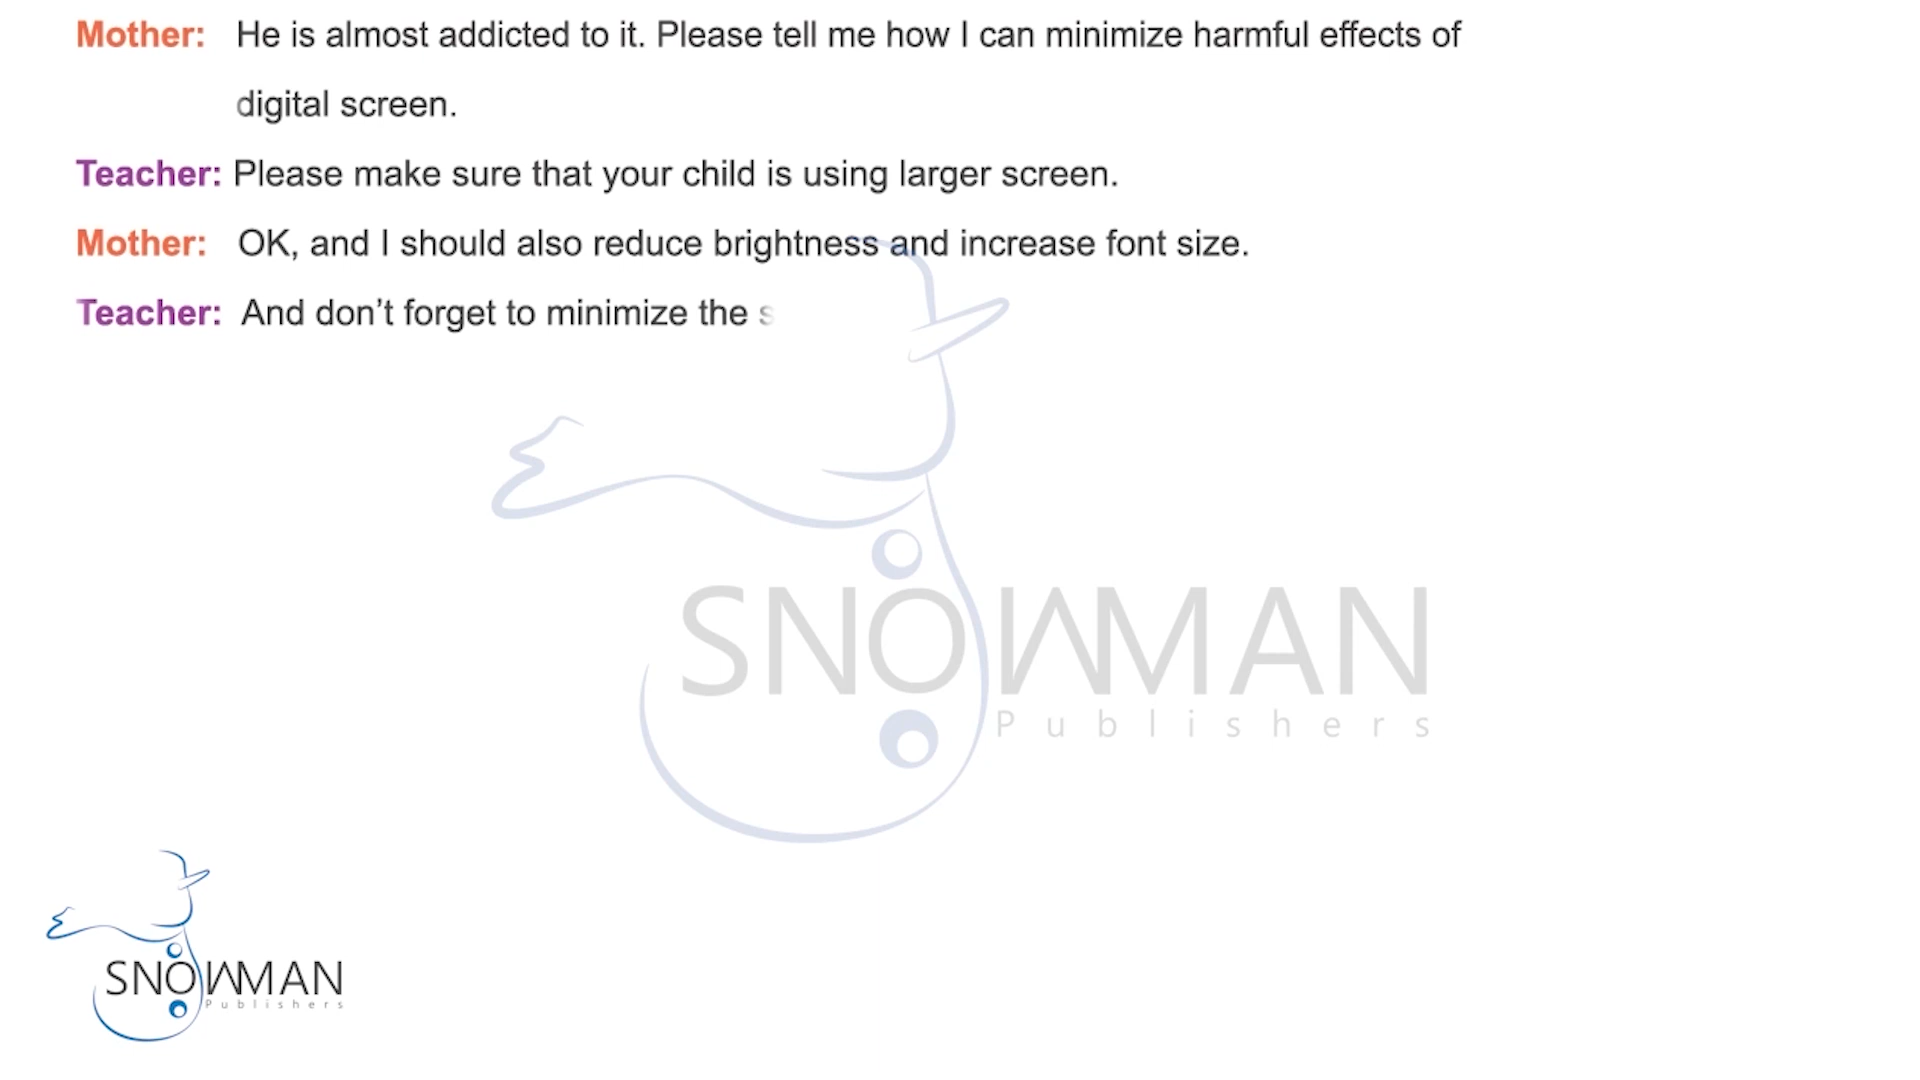 Mother: He is almost addicted to it. Please tell me how I can minimize harmful effects of
digital screen.
Teacher: Please make sure that your child is using larger screen.
Mother: OK, and I should also reduce brightness and increase font size.
Teacher: And don’t forget to minimize the s
SNOWMAN
Publishers
SNOWMAN
Publishers